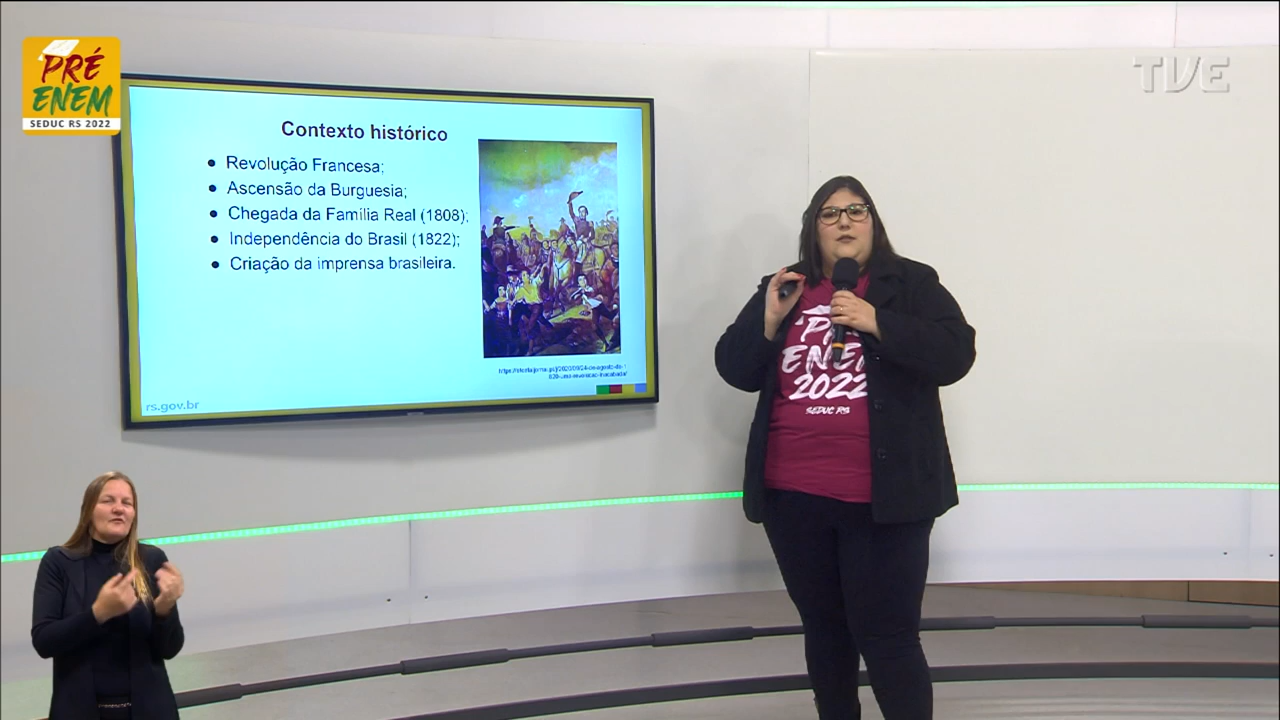 PRÉ
ENEM
SEDUC RS 2022
TVE
Contexto histórico
Revolução Francesa;
Ascensão da Burguesia;
Chegada da Família Real (1808);
Independência do Brasil (1822);
Criação da imprensa brasileira.
rs.gov.br
ENEM
2022
SEDUC RS